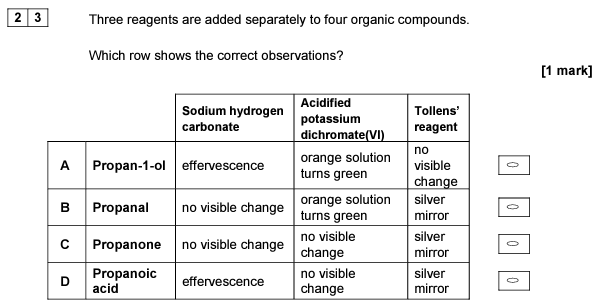 2 3 Three reagents are added separately to four organic compounds.
Which row shows the correct observations?
[1 mark]
Sodium hydrogen
carbonate
Acidified
potassium
dichromate(VI)
Tollens’
reagent
A Propan-1-ol effervescence
orange solution
turns green
no
visible
change
B Propanal no visible change
orange solution
turns green
silver
mirror
C Propanone no visible change
no visible
change
silver
mirror
D Propanoic
acid
effervescence
no visible
change
silver
mirror